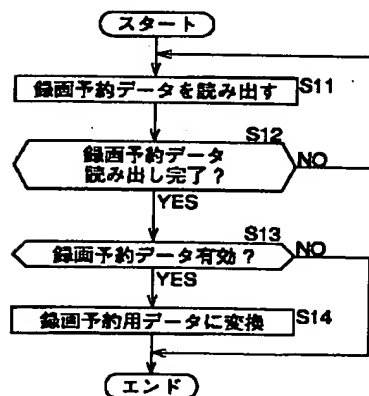 スタート
録画予約データを読み出す
S11
S12
録画予約データ
読み出し完了?
NO
YES
S13
録画予約データ有効?
NO
YES
録画予約用データに変換
S14
エンド